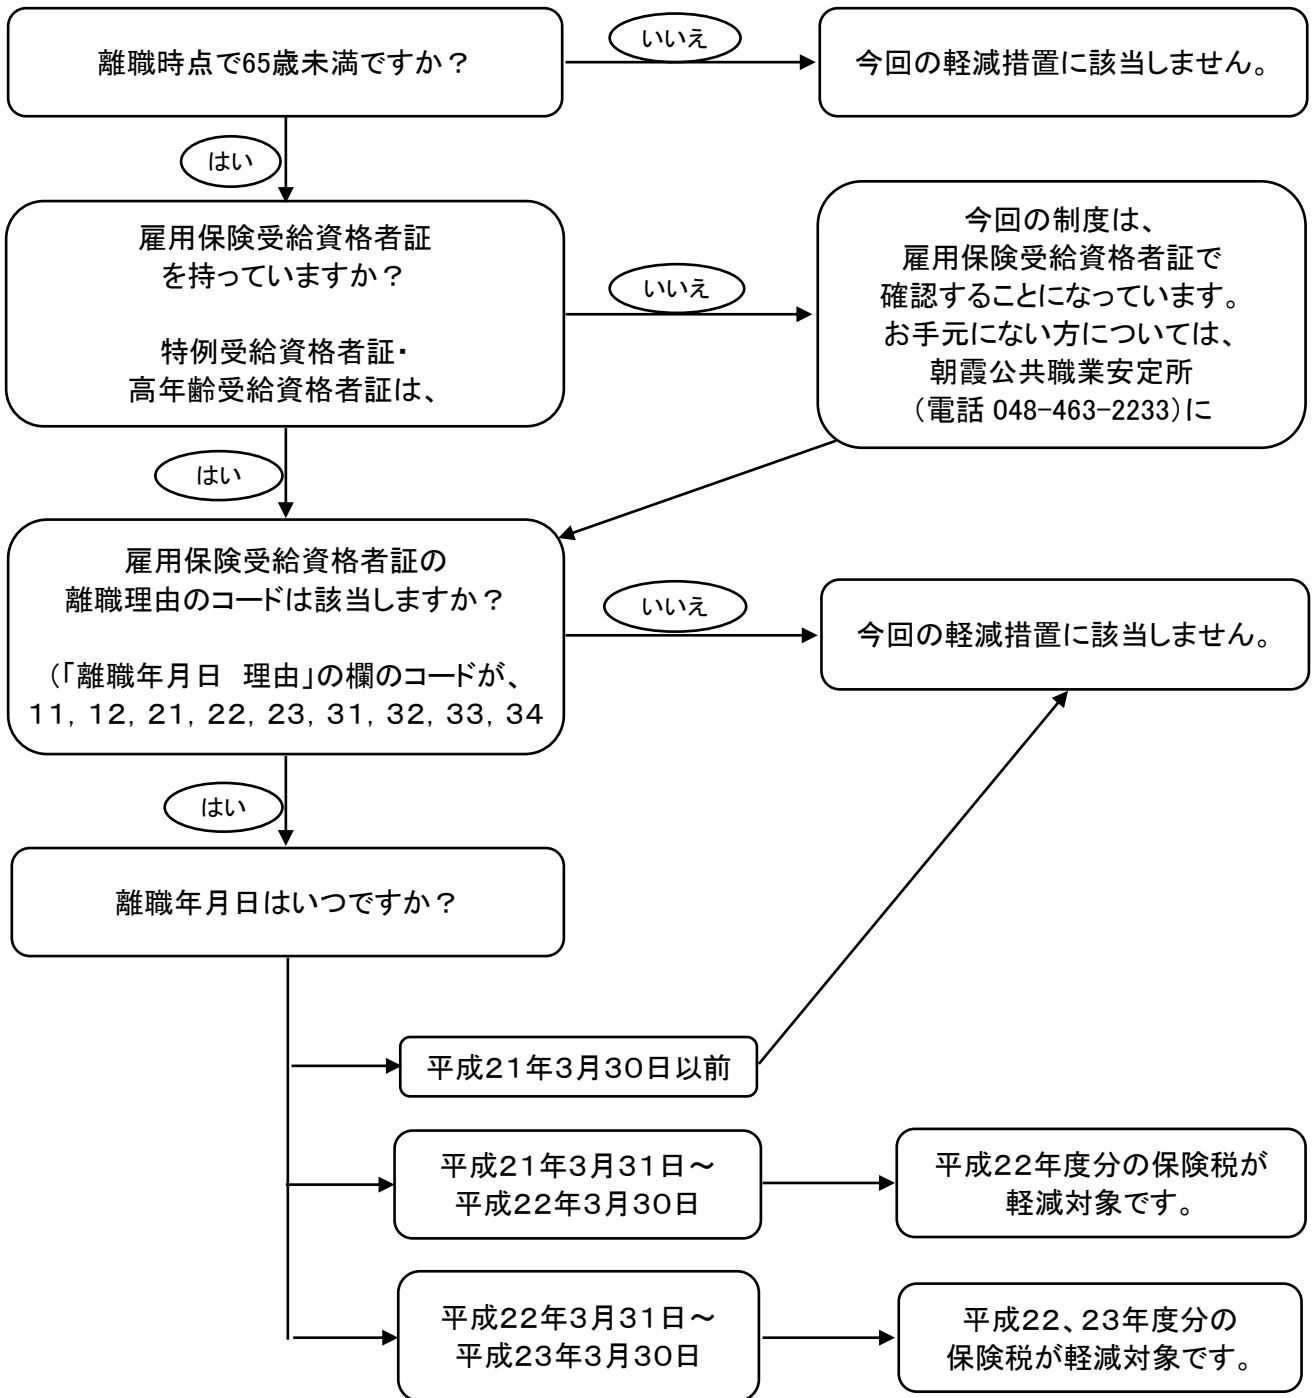 離職時点で65歳未満ですか？
いいえ
今回の軽減措置に該当しません。
はい
雇用保険受給資格者証
を持っていますか？
特例受給資格者証・
高年齢受給資格者証は、
いいえ
今回の制度は、
雇用保険受給資格者証で
確認することになっています。
お手元にない方については、
朝霞公共職業安定所
（電話 048-463-2233）に
はい
雇用保険受給資格者証の
離職理由のコードは該当しますか？
（「離職年月日　理由」の欄のコードが、
１１，１２，２１，２２，２３，３１，３２，３３，３４
いいえ
今回の軽減措置に該当しません。
はい
離職年月日はいつですか？
平成２１年３月３０日以前
平成２１年３月３１日～
平成２２年３月３０日
平成２２年度分の保険税が
軽減対象です。
平成２２年３月３１日～
平成２３年３月３０日
平成２２、２３年度分の
保険税が軽減対象です。